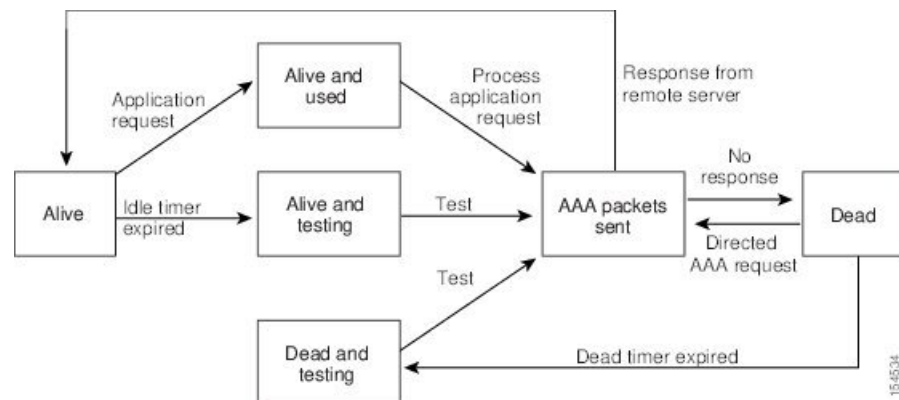 Alive and
used
Application
request
Process
application
request
Response from
remote server
Alive
Idle timer
expired
Alive and
testing
Test
AAA packets
sent
No
response
Dead
Directed
AAA request
Test
Dead and
testing
Dead timer expired
154534